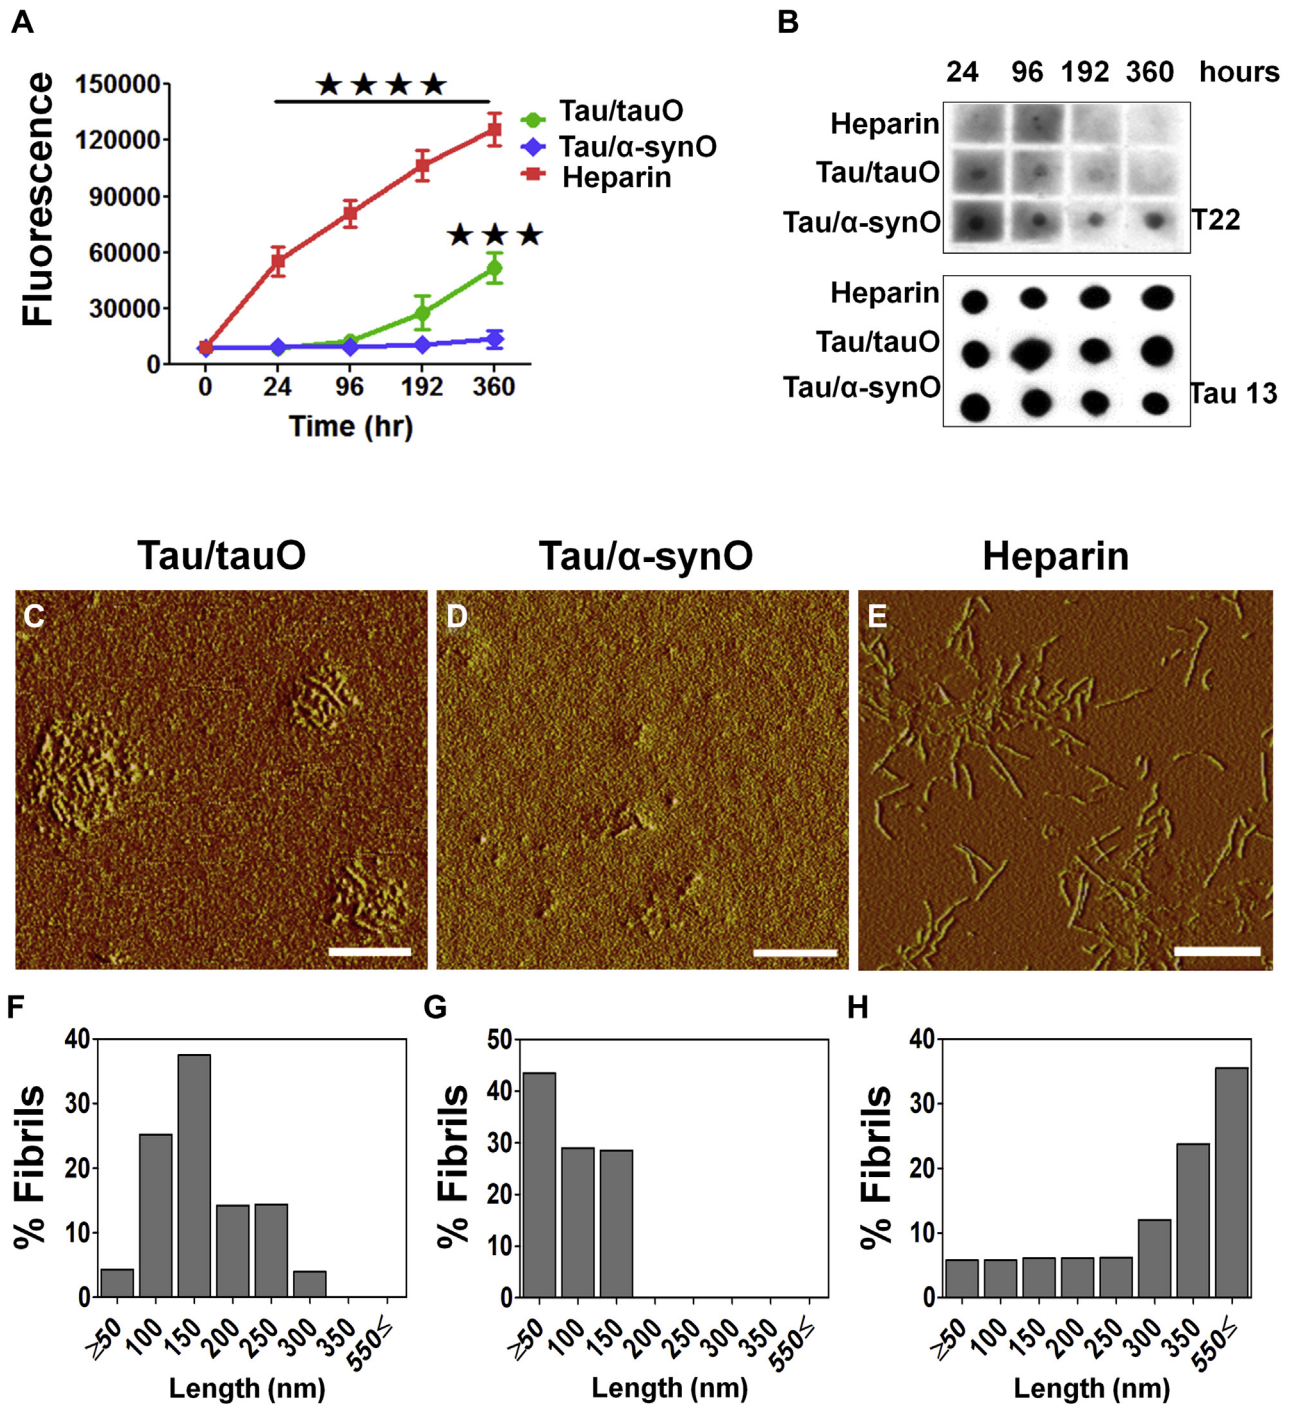 A
Fluorescence
150000
120000
90000
60000
30000
0
★★★★
★★★
Tau/tauO
Tau/α-synO
Heparin
0 24 96 192 360
Time (hr)
B
24 96 192 360 hours
Heparin
Tau/tauO
Tau/α-synO
T22
Heparin
Tau/tauO
Tau/α-synO
Tau 13
Tau/tauO
Tau/α-synO
Heparin
C
D
E
F
% Fibrils
40
30
20
10
0
≥50 100 150 200 250 300 350 550≤
Length (nm)
G
% Fibrils
50
40
30
20
10
0
≥50 100 150 200 250 300 350 550≤
Length (nm)
H
% Fibrils
40
30
20
10
0
≥50 100 150 200 250 300 350 550≤
Length (nm)